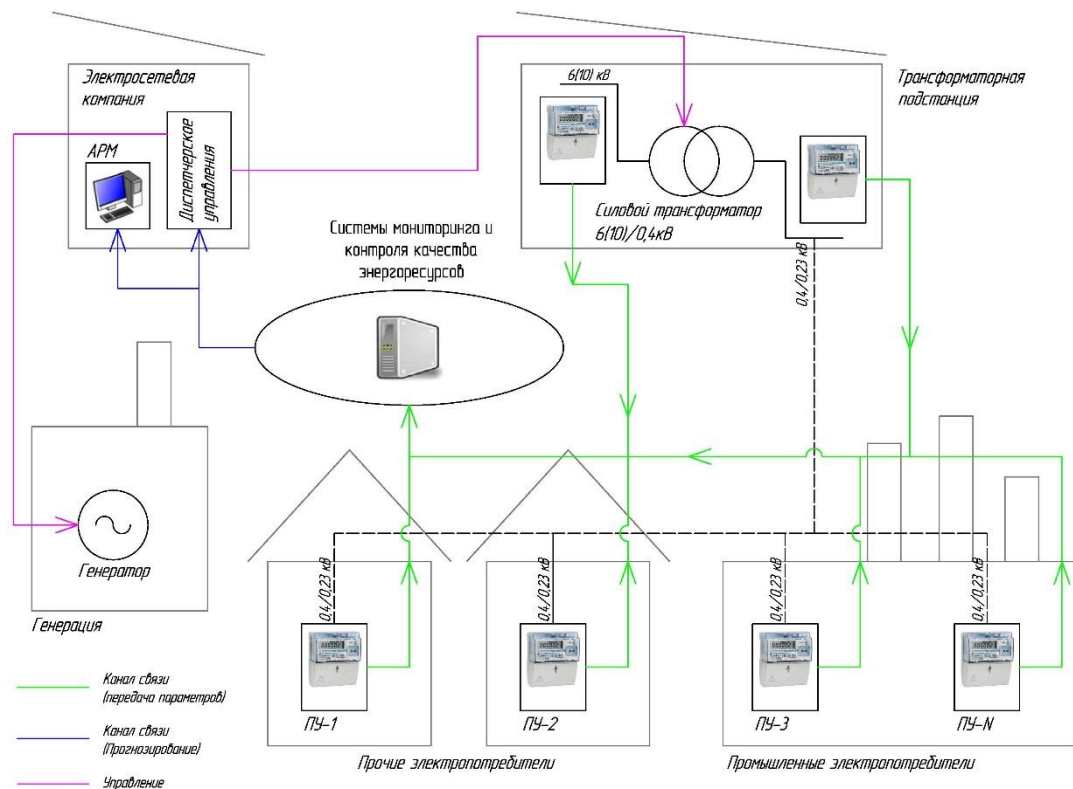 Электросетевая
компания
АРМ
Диспетчерское
управления
6(10) кВ
Трансформаторная
подстанция
Силовой трансформатор
6(10)/0,4кВ
0,4/0,23 кВ
Системы мониторинга и
контроля качества
энергоресурсов
Генератор
Генерация
0,4/0,23 кВ
0,4/0,23 кВ
0,4/0,23 кВ
0,4/0,23 кВ
ПУ-1
ПУ-2
ПУ-3
ПУ-N
Прочие электропотребители
Промышленные электропотребители
Канал связи
(передача параметров)
Канал связи
(Прогнозирование)
Управление